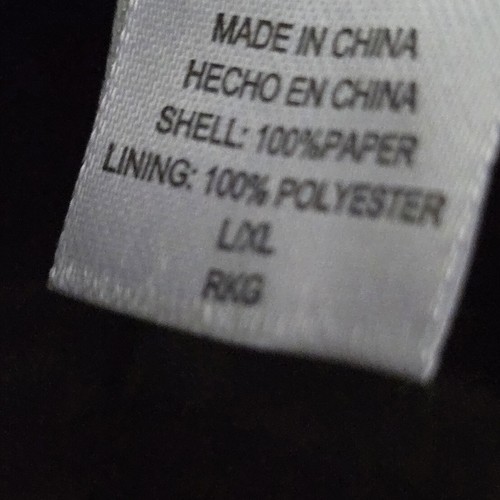 MADE IN CHINA
HECHO EN CHINA
SHELL: 100%PAPER
LINING: 100% POLYESTER
L/XL
RKG